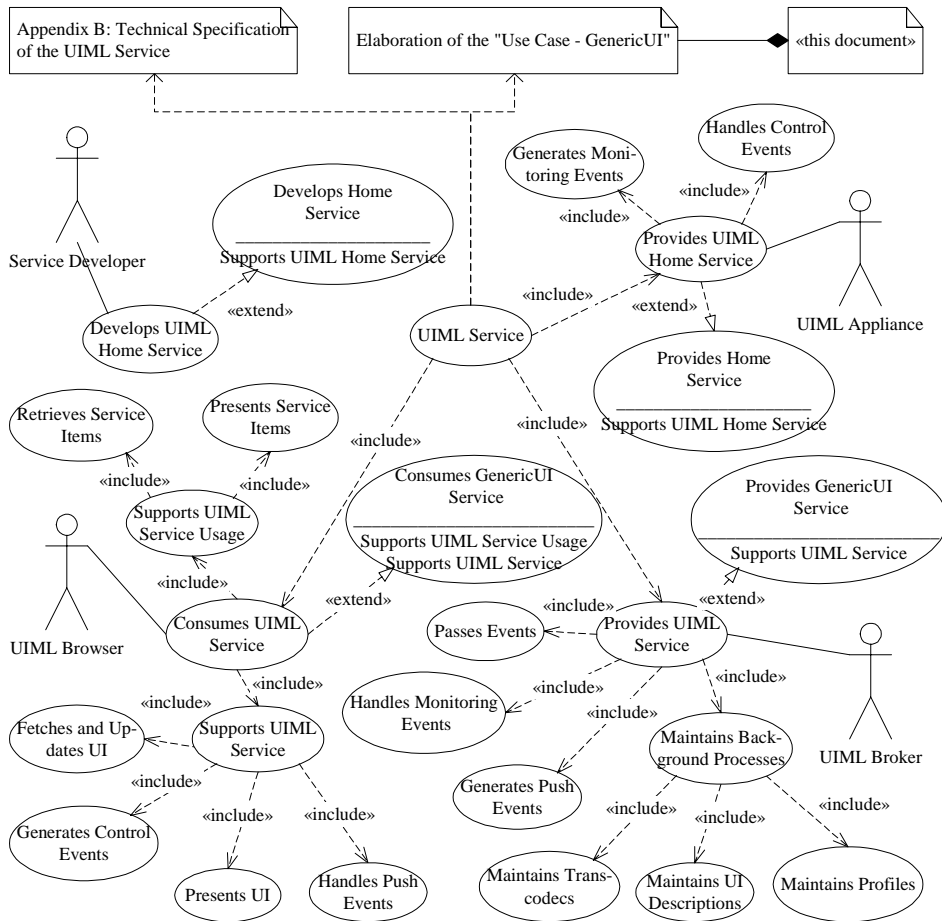 Appendix B: Technical Specification
of the UIML Service
Elaboration of the "Use Case - GenericUI"
«this document»
Service Developer
Develops Home
Service
Supports UIML Home Service
«extend»
Develops UIML
Home Service
Generates Moni-
toring Events
Handles Control
Events
«include»
«include»
Provides UIML
Home Service
UIML Appliance
«include»
«extend»
UIML Service
Provides Home
Service
Supports UIML Home Service
Retrieves Service
Items
Presents Service
Items
«include»
«include»
Supports UIML
Service Usage
«include»
«include»
«include»
Consumes GenericUI
Service
Supports UIML Service Usage
Supports UIML Service
Provides GenericUI
Service
Supports UIML Service
UIML Browser
Consumes UIML
Service
«extend»
«extend»
«include»
Passes Events
Provides UIML
Service
UIML Broker
«include»
Handles Monitoring
Events
«include»
«include»
«include»
Fetches and Up-
dates UI
«include»
Supports UIML
Service
Maintains Back-
ground Processes
«include»
Generates Control
Events
«include»
«include»
Generates Push
Events
«include»
«include»
«include»
Presents UI
Handles Push
Events
Maintains Trans-
codecs
Maintains UI
Descriptions
Maintains Profiles